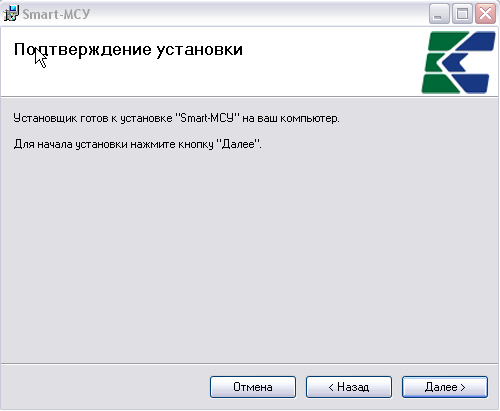 Smart-МСУ
Подтверждение установки
Установщик готов к установке "Smart-МСУ" на ваш компьютер.
Для начала установки нажмите кнопку "Далее".
Отмена
< Назад
Далее >